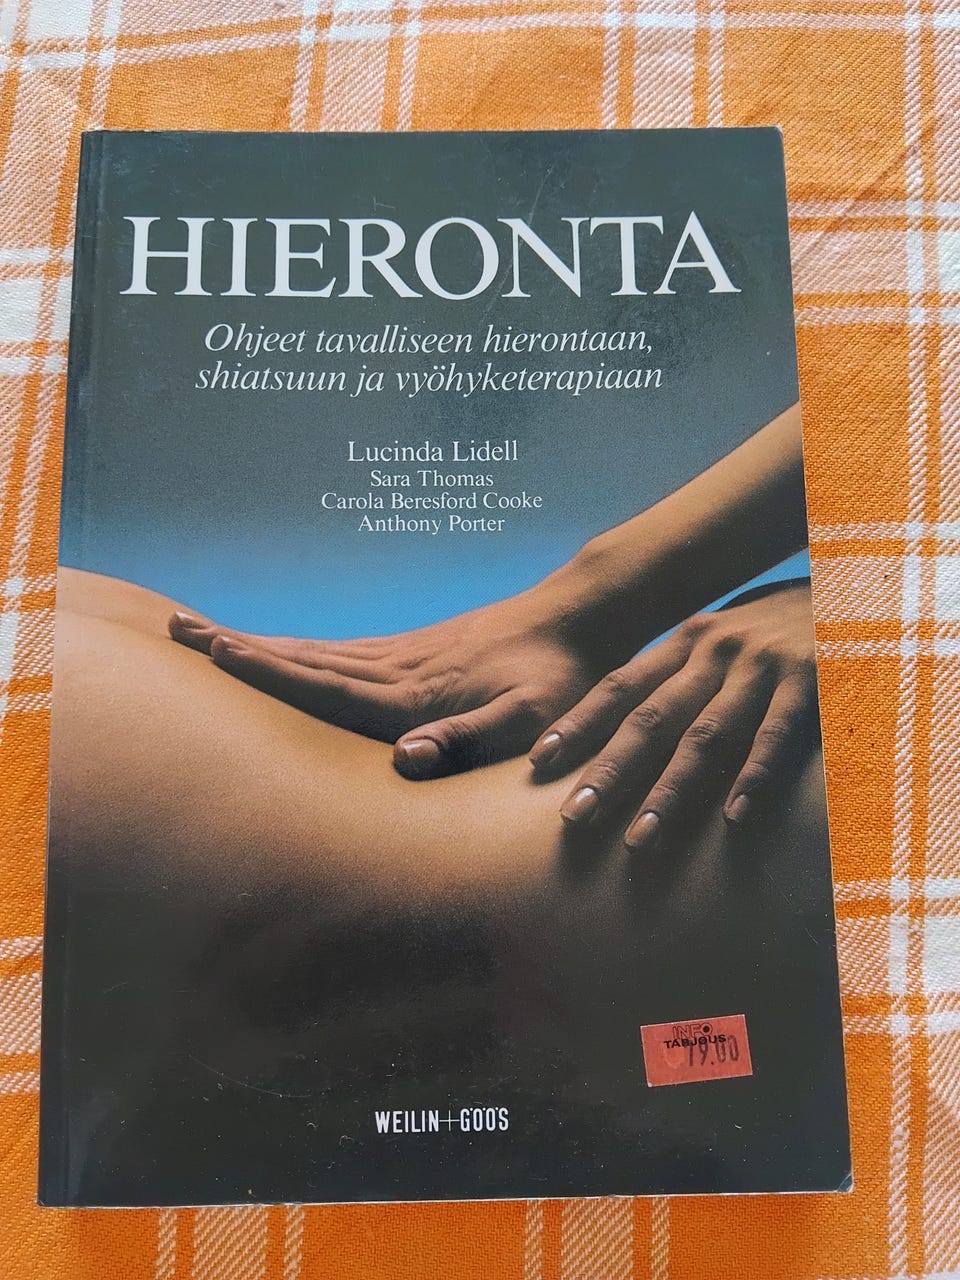 HIERONTA
Ohjeet tavalliseen hierontaan,
shiatsuun ja vyöhyketerapiaan
Lucinda Lidell
Sara Thomas
Carola Beresford Cooke
Anthony Porter
INFO
TARJOUS
79.00
WEILIN+GÖÖS